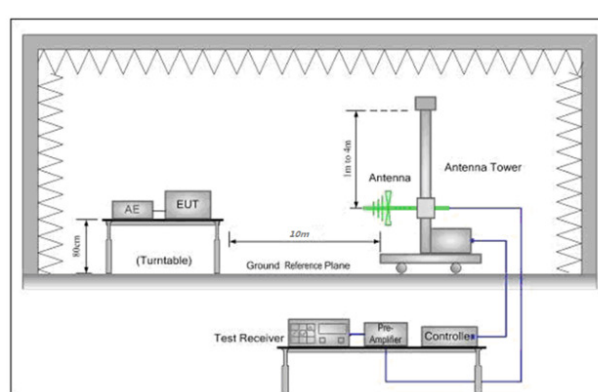 1m to 4m
Antenna
Antenna Tower
AE
EUT
80cm
(Turntable)
10m
Ground Reference Plane
Test Receiver
Pre-
Amplifier
Controller